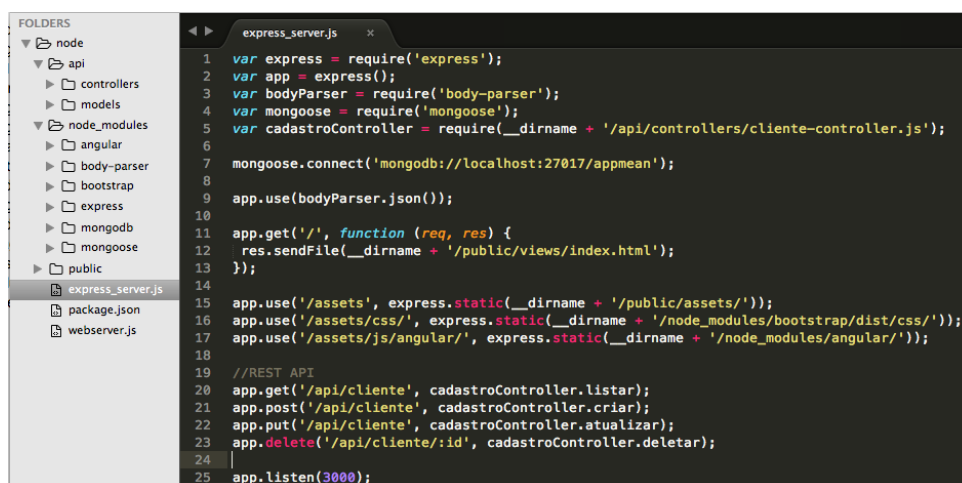 FOLDERS
node
api
controllers
models
node_modules
angular
body-parser
bootstrap
express
mongodb
mongoose
public
express_server.js
package.json
webserver.js
express_server.js ×
1 var express = require('express');
2 var app = express();
3 var bodyParser = require('body-parser');
4 var mongoose = require('mongoose');
5 var cadastroController = require(__dirname + '/api/controllers/cliente-controller.js');
6
7 mongoose.connect('mongodb://localhost:27017/appmean');
8
9 app.use(bodyParser.json());
10
11 app.get('/', function (req, res) {
12  res.sendFile(__dirname + '/public/views/index.html');
13 });
14
15 app.use('/assets', express.static(__dirname + '/public/assets/'));
16 app.use('/assets/css/', express.static(__dirname + '/node_modules/bootstrap/dist/css/'));
17 app.use('/assets/js/angular/', express.static(__dirname + '/node_modules/angular/'));
18
19 //REST API
20 app.get('/api/cliente', cadastroController.listar);
21 app.post('/api/cliente', cadastroController.criar);
22 app.put('/api/cliente', cadastroController.atualizar);
23 app.delete('/api/cliente/:id', cadastroController.deletar);
24
25 app.listen(3000);